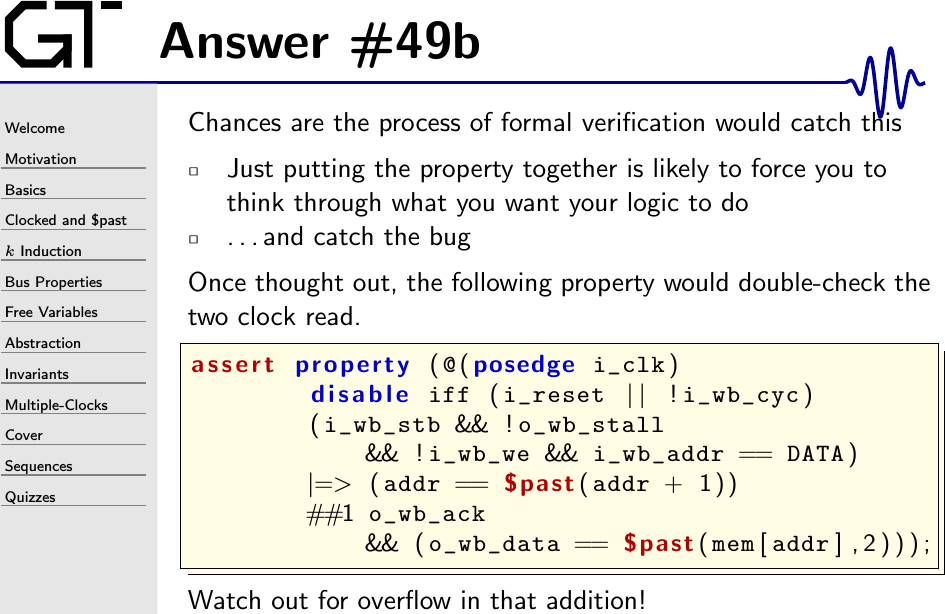 GT
Answer #49b
Welcome
Motivation
Basics
Clocked and $past
k Induction
Bus Properties
Free Variables
Abstraction
Invariants
Multiple-Clocks
Cover
Sequences
Quizzes
Chances are the process of formal verification would catch this
▫ Just putting the property together is likely to force you to
think through what you want your logic to do
▫ ...and catch the bug
Once thought out, the following property would double-check the
two clock read.
assert property (@(posedge i_clk)
disable iff (i_reset || !i_wb_cyc)
(i_wb_stb && !o_wb_stall
&& !i_wb_we && i_wb_addr == DATA)
|=> (addr == $past(addr + 1))
##1 o_wb_ack
&& (o_wb_data == $past(mem[addr],2)));
Watch out for overflow in that addition!